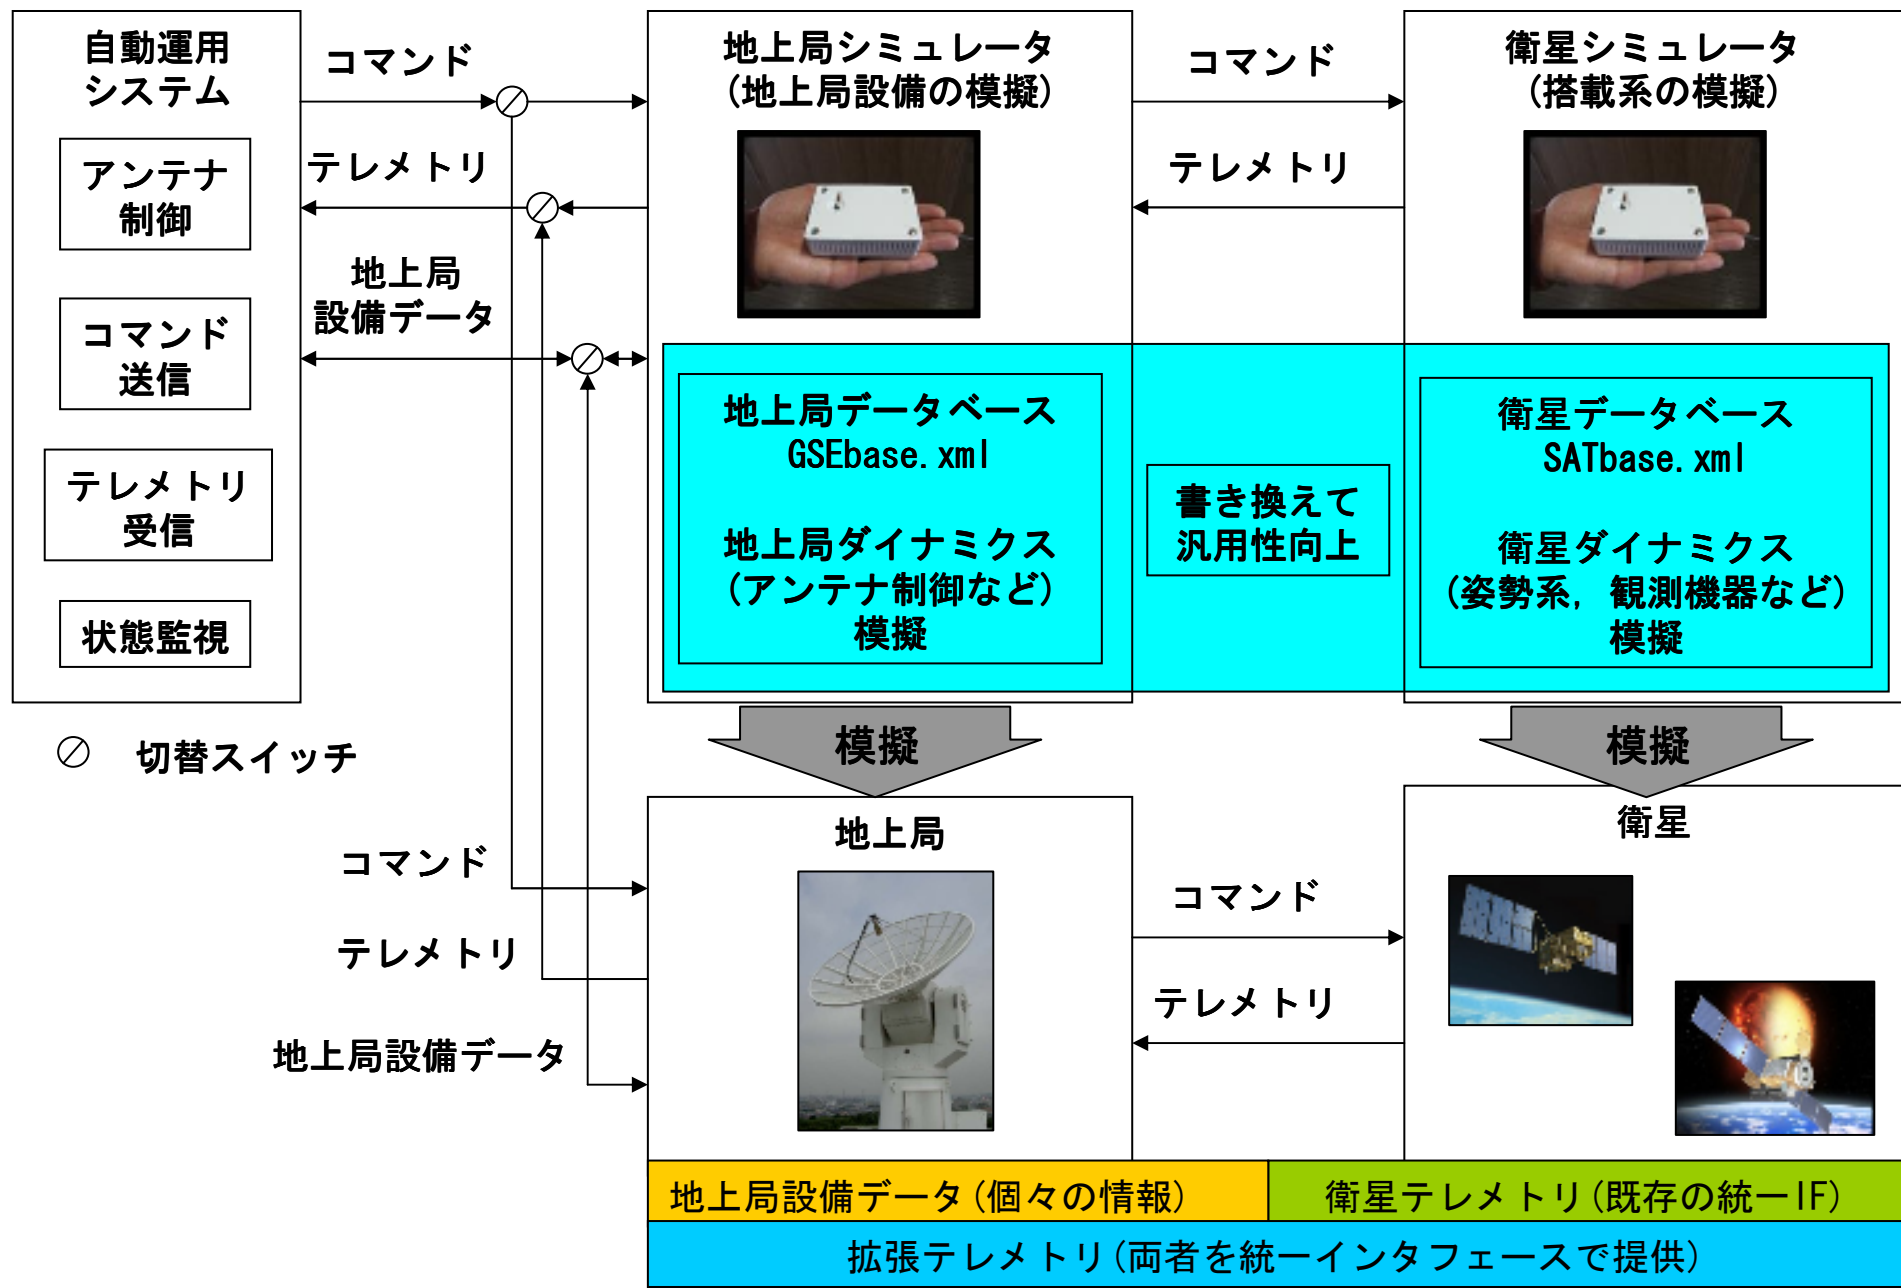 自動運用
システム
アンテナ
制御
コマンド
送信
テレメトリ
受信
状態監視
切替スイッチ
コマンド
テレメトリ
地上局
設備データ
地上局シミュレータ
(地上局設備の模擬)
コマンド
テレメトリ
衛星シミュレータ
(搭載系の模擬)
地上局データベース
GSEbase.xml
地上局ダイナミクス
(アンテナ制御など)
模擬
書き換えて
汎用性向上
衛星データベース
SATbase.xml
衛星ダイナミクス
(姿勢系，観測機器など)
模擬
模擬
模擬
コマンド
テレメトリ
地上局設備データ
地上局
コマンド
テレメトリ
衛星
地上局設備データ(個々の情報)
衛星テレメトリ(既存の統一IF)
拡張テレメトリ(両者を統一インタフェースで提供)